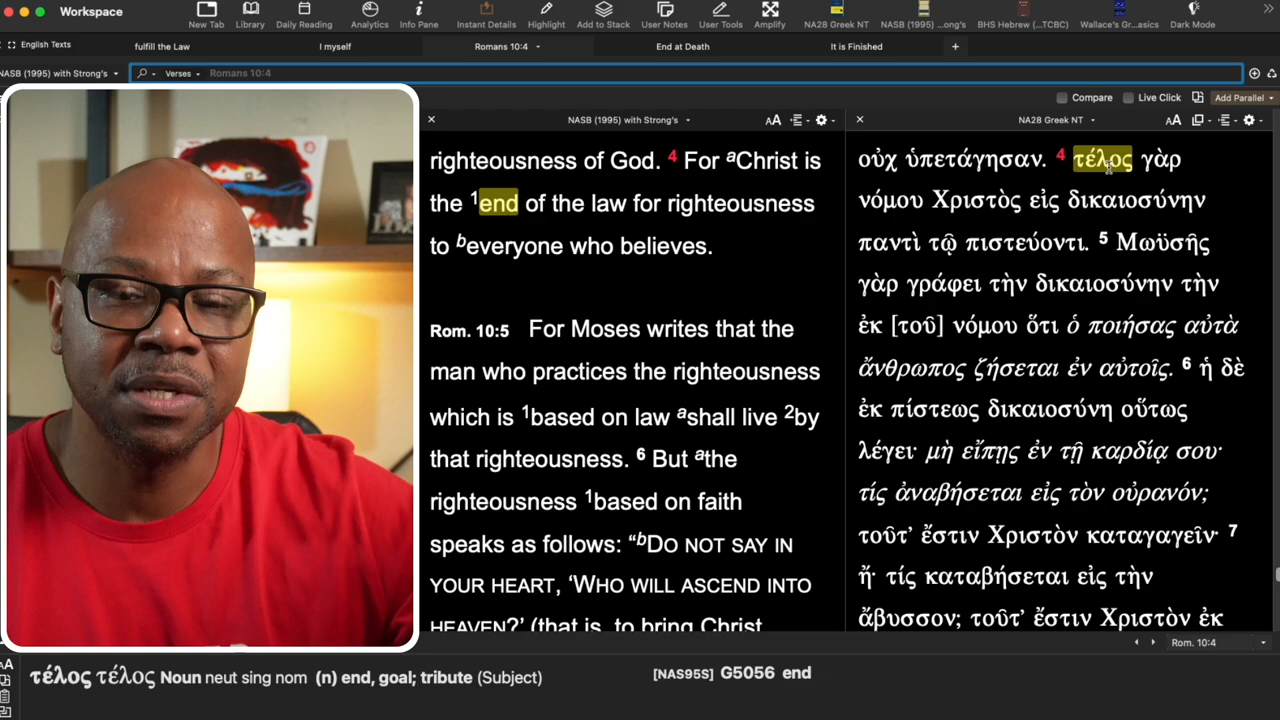 Workspace
New Tab
Library
Daily Reading
Analytics
Info Pane
Instant Details
Highlight
Add to Stack
User Notes
User Tools
Amplify
NA28 Greek NT
NASB (1995) ...ong's
BHS Hebrew (...TCBC)
Wallace's Gr...asics
Dark Mode
English Texts
fulfill the Law
I myself
Romans 10:4
End at Death
It is Finished
NASB (1995) with Strong's
Verses
Romans 10:4
Compare
Live Click
Add Parallel
NASB (1995) with Strong's
righteousness of God. 4 For aChrist is
the 1end of the law for righteousness
to beveryone who believes.
Rom. 10:5 For Moses writes that the
man who practices the righteousness
which is 1based on law ashall live 2by
that righteousness. 6 But athe
righteousness 1based on faith
speaks as follows: “bDO NOT SAY IN
YOUR HEART, ‘WHO WILL ASCEND INTO
HEAVEN?’ (that is, to bring Christ
NA28 Greek NT
οὐχ ὑπετάγησαν. 4 τέλος γὰρ
νόμου Χριστὸς εἰς δικαιοσύνην
παντὶ τῷ πιστεύοντι. 5 Μωϋσῆς
γὰρ γράφει τὴν δικαιοσύνην τὴν
ἐκ [τοῦ] νόμου ὅτι ὁ ποιήσας αὐτὰ
ἄνθρωπος ζήσεται ἐν αὐτοῖς. 6 ἡ δὲ
ἐκ πίστεως δικαιοσύνη οὕτως
λέγει· μὴ εἴπῃς ἐν τῇ καρδίᾳ σου·
τίς ἀναβήσεται εἰς τὸν οὐρανόν;
τοῦτ’ ἔστιν Χριστὸν καταγαγεῖν· 7
ἤ· τίς καταβήσεται εἰς τὴν
ἄβυσσον; τοῦτ’ ἔστιν Χριστὸν ἐκ
Rom. 10:4
τέλος τέλος Noun neut sing nom (n) end, goal; tribute (Subject)
[NAS95S] G5056 end